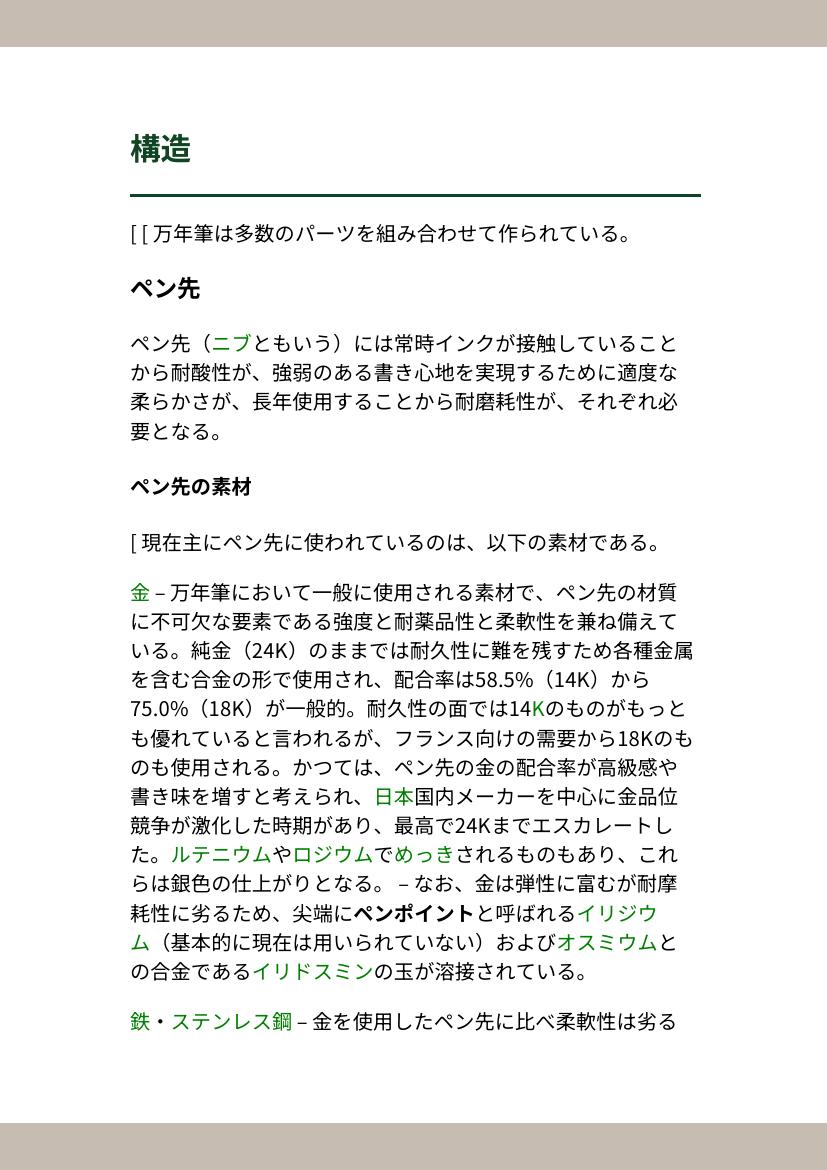 構造
[ [ 万年筆は多数のパーツを組み合わせて作られている。
ペン先
ペン先（ニブともいう）には常時インクが接触していること
から耐酸性が、強弱のある書き心地を実現するために適度な
柔らかさが、長年使用することから耐磨耗性が、それぞれ必
要となる。
ペン先の素材
[ 現在主にペン先に使われているのは、以下の素材である。
金 – 万年筆において一般に使用される素材で、ペン先の材質
に不可欠な要素である強度と耐薬品性と柔軟性を兼ね備えて
いる。純金（24K）のままでは耐久性に難を残すため各種金属
を含む合金の形で使用され、配合率は58.5%（14K）から
75.0%（18K）が一般的。耐久性の面では14Kのものがもっと
も優れていると言われるが、フランス向けの需要から18Kのも
のも使用される。かつては、ペン先の金の配合率が高級感や
書き味を増すと考えられ、日本国内メーカーを中心に金品位
競争が激化した時期があり、最高で24Kまでエスカレートし
た。ルテニウムやロジウムでめっきされるものもあり、これ
らは銀色の仕上がりとなる。 – なお、金は弾性に富むが耐摩
耗性に劣るため、尖端にペンポイントと呼ばれるイリジウ
ム（基本的に現在は用いられていない）およびオスミウムと
の合金であるイリドスミンの玉が溶接されている。
鉄・ステンレス鋼 – 金を使用したペン先に比べ柔軟性は劣る